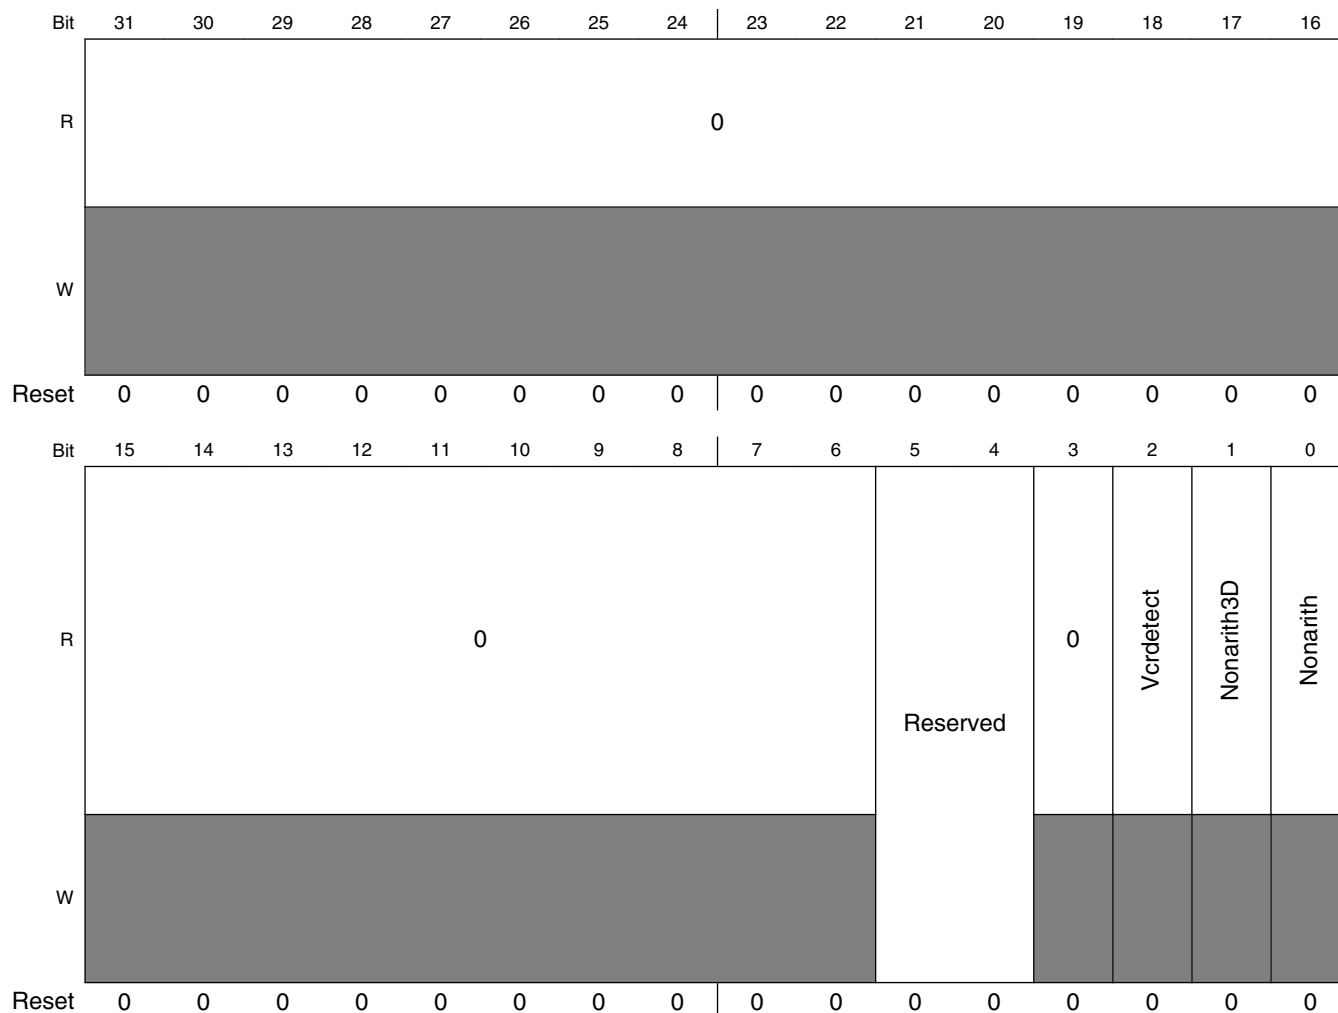 Bit 31 30 29 28 27 26 25 24 23 22 21 20 19 18 17 16
R 0
W
Reset 0 0 0 0 0 0 0 0 0 0 0 0 0 0 0 0
Bit 15 14 13 12 11 10 9 8 7 6 5 4 3 2 1 0
R 0 Reserved 0 Vcrdetect Nonarith3D Nonarith
W
Reset 0 0 0 0 0 0 0 0 0 0 0 0 0 0 0 0